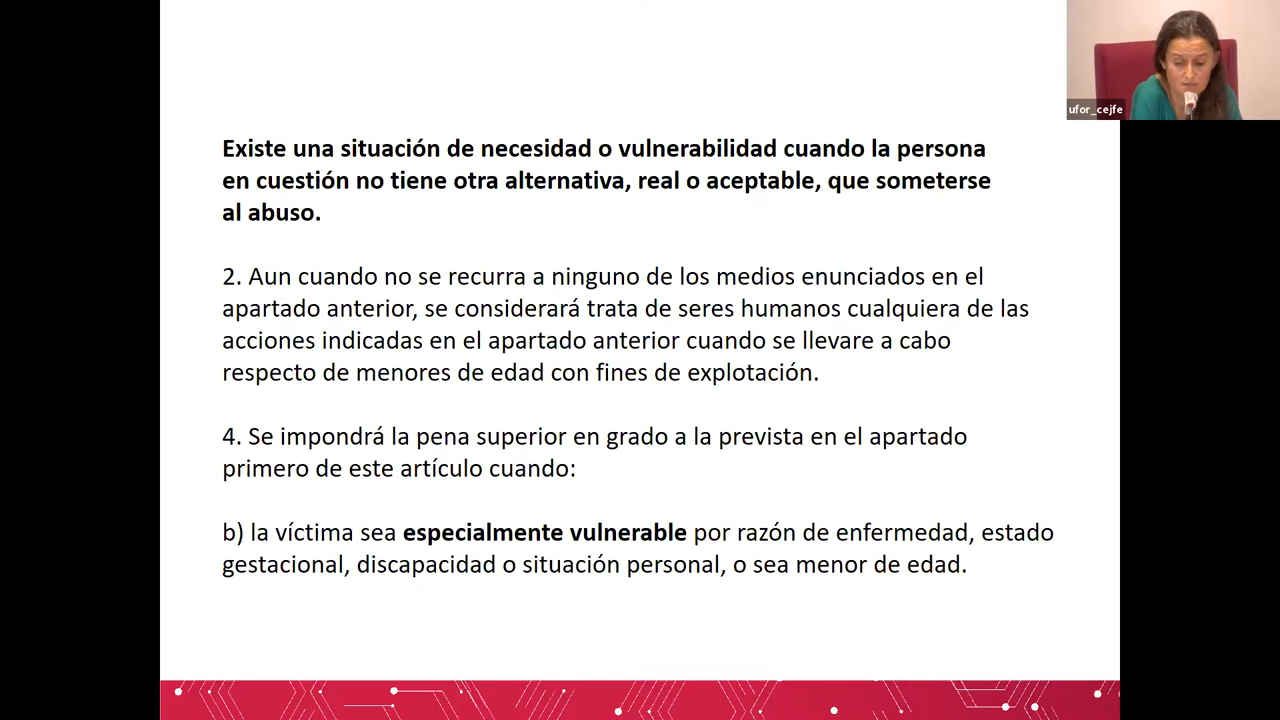 ufor_cejfe
Existe una situación de necesidad o vulnerabilidad cuando la persona
en cuestión no tiene otra alternativa, real o aceptable, que someterse
al abuso.
2. Aun cuando no se recurra a ninguno de los medios enunciados en el
apartado anterior, se considerará trata de seres humanos cualquiera de las
acciones indicadas en el apartado anterior cuando se llevare a cabo
respecto de menores de edad con fines de explotación.
4. Se impondrá la pena superior en grado a la prevista en el apartado
primero de este artículo cuando:
b) la víctima sea especialmente vulnerable por razón de enfermedad, estado
gestacional, discapacidad o situación personal, o sea menor de edad.